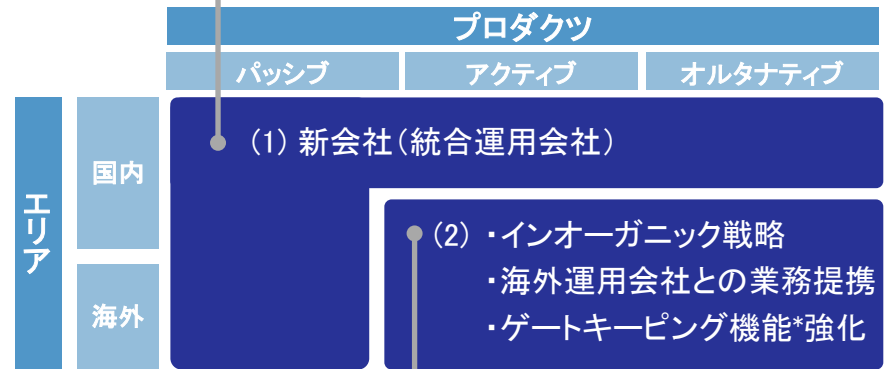 プロダクツ
パッシブ
アクティブ
オルタナティブ
エリア
国内
(1) 新会社（統合運用会社）
(2) ・インオーガニック戦略
・海外運用会社との業務提携
・ゲートキーピング機能*強化
海外